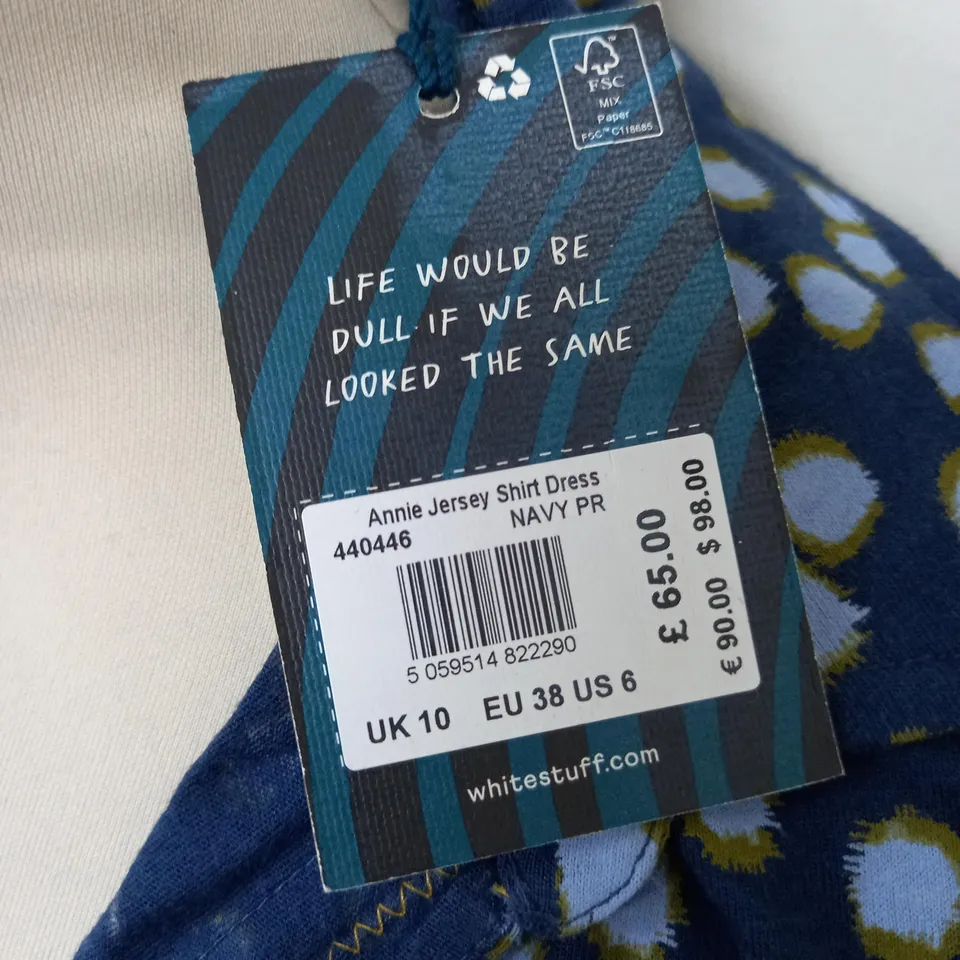 FSC™
MIX
Paper
FSC™ C118685
LIFE WOULD BE
DULL IF WE ALL
LOOKED THE SAME
Annie Jersey Shirt Dress
440446 NAVY PR
5 059514 822290
UK 10 EU 38 US 6
£ 65.00
€ 90.00 $ 98.00
whitestuff.com